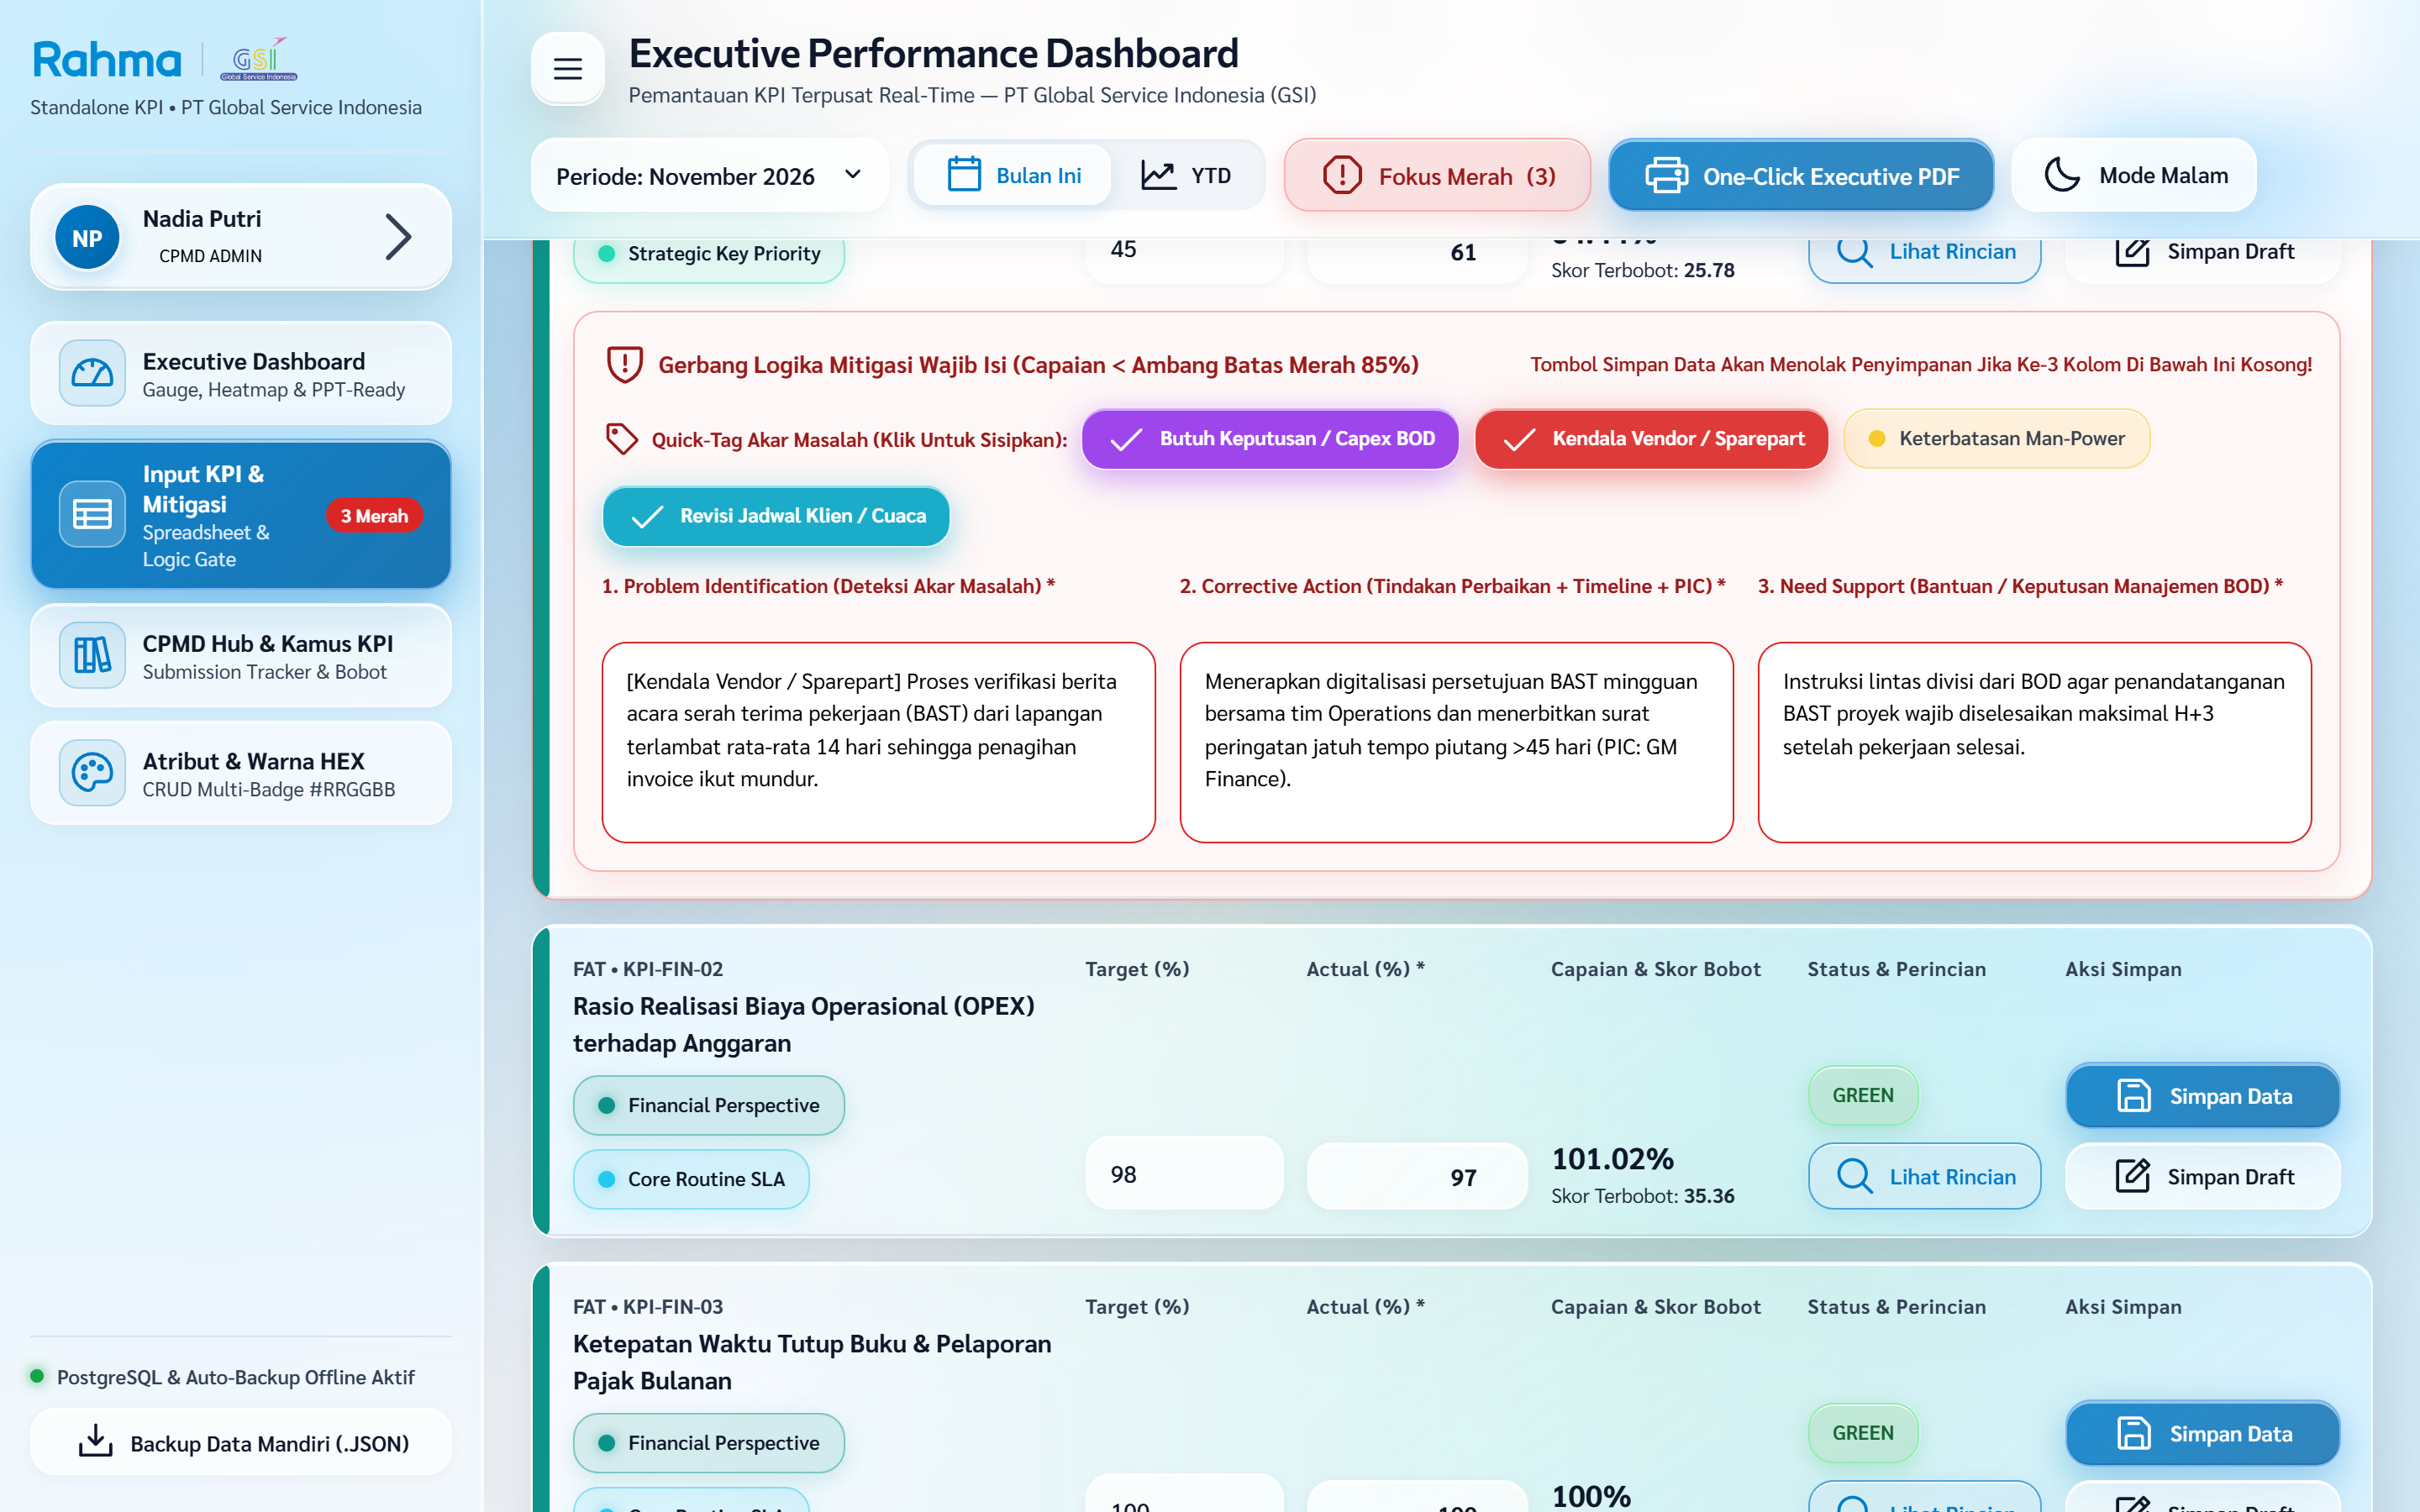 Rahma
GSI
Global Service Indonesia
Standalone KPI • PT Global Service Indonesia
NP
Nadia Putri
CPMD ADMIN
Executive Dashboard
Gauge, Heatmap & PPT-Ready
Input KPI &
Mitigasi
Spreadsheet &
Logic Gate
3 Merah
CPMD Hub & Kamus KPI
Submission Tracker & Bobot
Atribut & Warna HEX
CRUD Multi-Badge #RRGGBB
PostgreSQL & Auto-Backup Offline Aktif
Backup Data Mandiri (.JSON)
Executive Performance Dashboard
Pemantauan KPI Terpusat Real-Time — PT Global Service Indonesia (GSI)
Periode: November 2026
Bulan Ini
YTD
Fokus Merah (3)
One-Click Executive PDF
Mode Malam
Strategic Key Priority
45
61
Skor Terbobot: 25.78
Lihat Rincian
Simpan Draft
Gerbang Logika Mitigasi Wajib Isi (Capaian < Ambang Batas Merah 85%)
Tombol Simpan Data Akan Menolak Penyimpanan Jika Ke-3 Kolom Di Bawah Ini Kosong!
Quick-Tag Akar Masalah (Klik Untuk Sisipkan):
Butuh Keputusan / Capex BOD
Kendala Vendor / Sparepart
Keterbatasan Man-Power
Revisi Jadwal Klien / Cuaca
1. Problem Identification (Deteksi Akar Masalah) *
[Kendala Vendor / Sparepart] Proses verifikasi berita
acara serah terima pekerjaan (BAST) dari lapangan
terlambat rata-rata 14 hari sehingga penagihan
invoice ikut mundur.
2. Corrective Action (Tindakan Perbaikan + Timeline + PIC) *
Menerapkan digitalisasi persetujuan BAST mingguan
bersama tim Operations dan menerbitkan surat
peringatan jatuh tempo piutang >45 hari (PIC: GM
Finance).
3. Need Support (Bantuan / Keputusan Manajemen BOD) *
Instruksi lintas divisi dari BOD agar penandatanganan
BAST proyek wajib diselesaikan maksimal H+3
setelah pekerjaan selesai.
FAT • KPI-FIN-02
Rasio Realisasi Biaya Operasional (OPEX)
terhadap Anggaran
Financial Perspective
Core Routine SLA
Target (%)
98
Actual (%) *
97
Capaian & Skor Bobot
101.02%
Skor Terbobot: 35.36
Status & Perincian
GREEN
Lihat Rincian
Aksi Simpan
Simpan Data
Simpan Draft
FAT • KPI-FIN-03
Ketepatan Waktu Tutup Buku & Pelaporan
Pajak Bulanan
Financial Perspective
Target (%)
Actual (%) *
Capaian & Skor Bobot
100%
Status & Perincian
GREEN
Aksi Simpan
Simpan Data